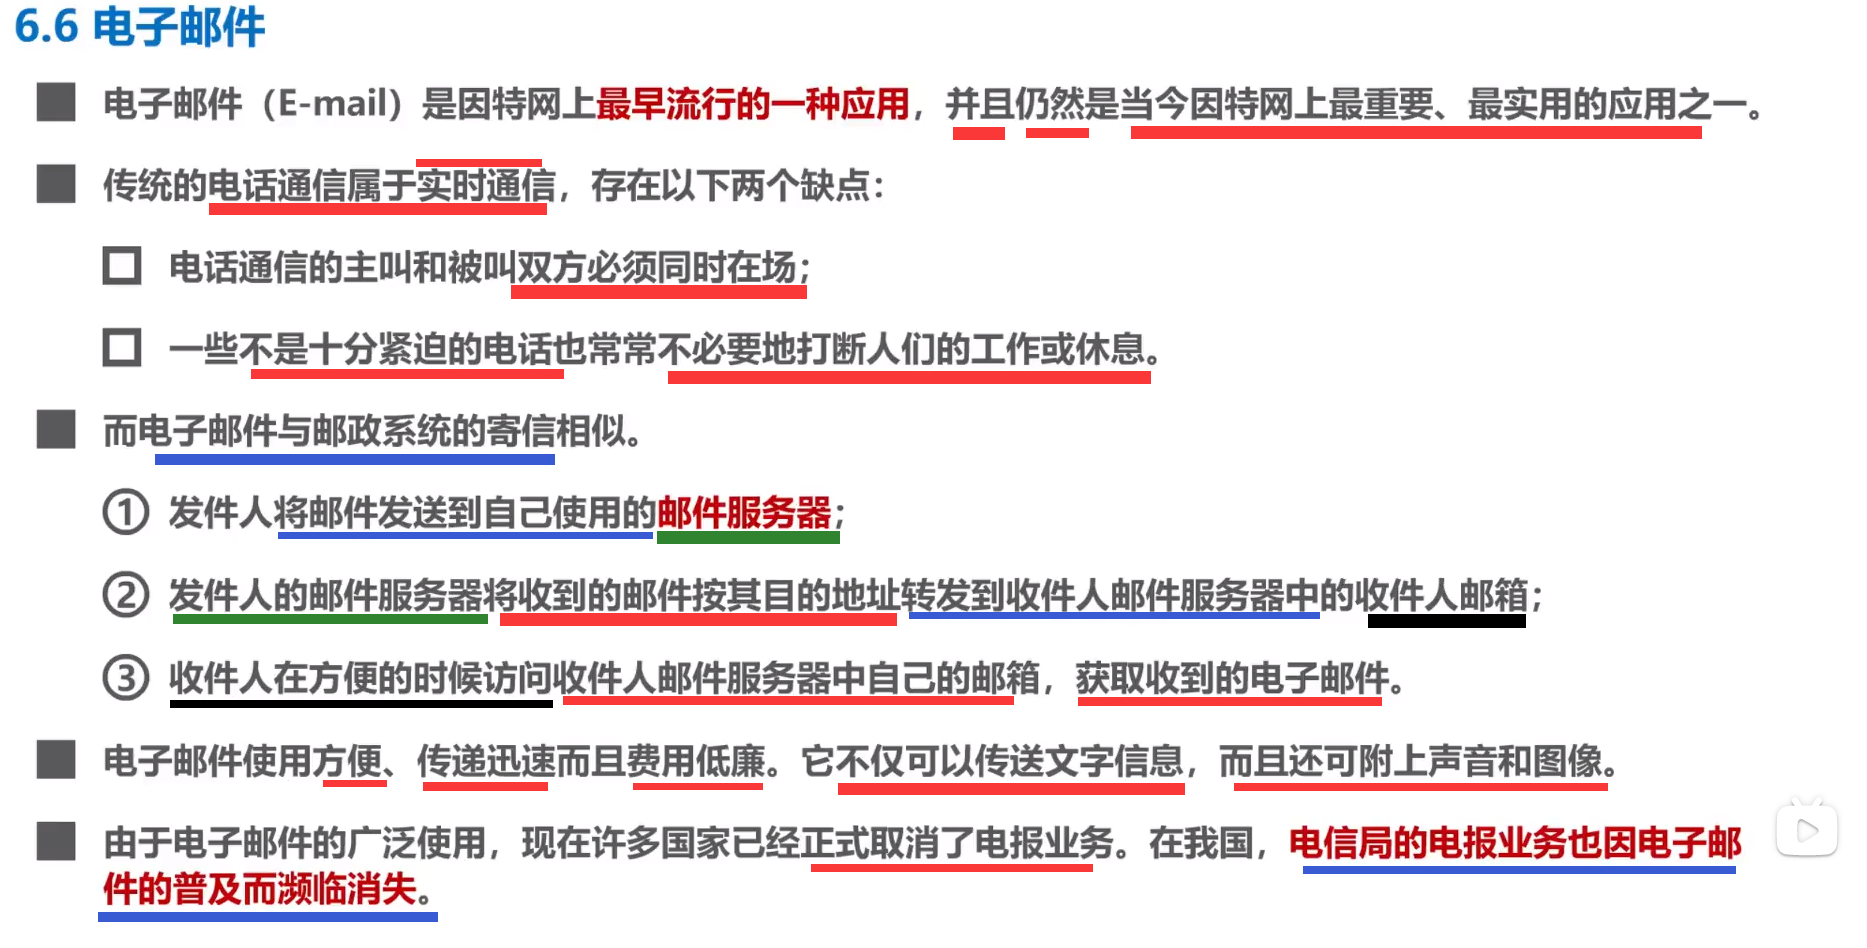 6.6 电子邮件
电子邮件（E-mail）是因特网上最早流行的一种应用，并且仍然是当今因特网上最重要、最实用的应用之一。
传统的电话通信属于实时通信，存在以下两个缺点：
电话通信的主叫和被叫双方必须同时在场；
一些不是十分紧迫的电话也常常不必要地打断人们的工作或休息。
而电子邮件与邮政系统的寄信相似。
① 发件人将邮件发送到自己使用的邮件服务器；
② 发件人的邮件服务器将收到的邮件按其目的地址转发到收件人邮件服务器中的收件人邮箱；
③ 收件人在方便的时候访问收件人邮件服务器中自己的邮箱，获取收到的电子邮件。
电子邮件使用方便、传递迅速而且费用低廉。它不仅可以传送文字信息，而且还可附上声音和图像。
由于电子邮件的广泛使用，现在许多国家已经正式取消了电报业务。在我国，电信局的电报业务也因电子邮
件的普及而濒临消失。